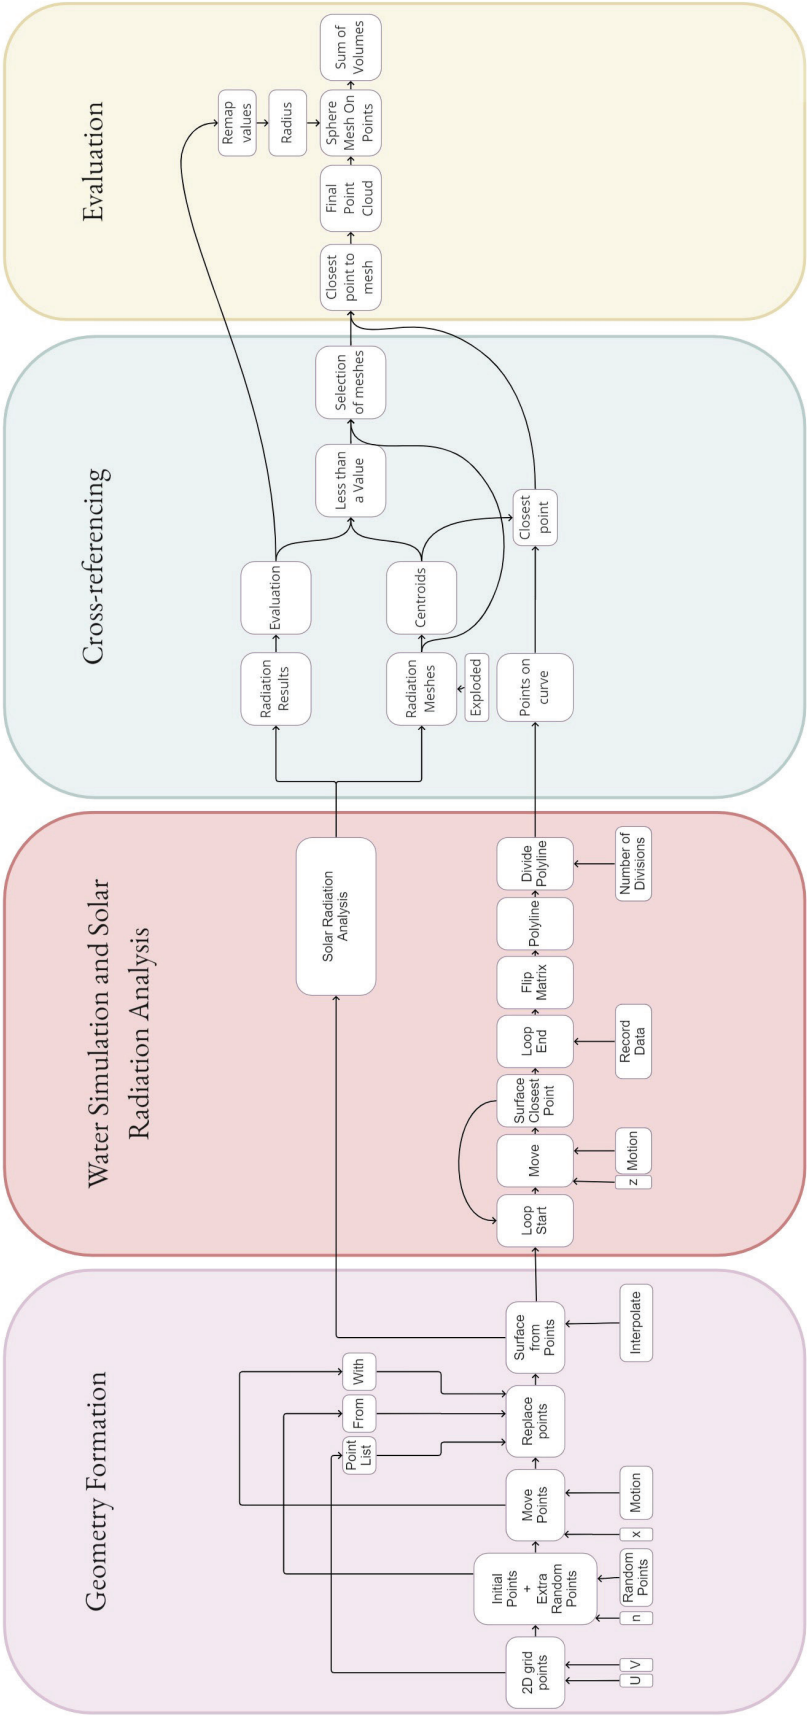 Geometry Formation
2D grid
points
U
V
Initial
Points
+
Extra
Random
Points
n
Random
Points
Move
Points
x
Motion
Point
List
From
With
Replace
points
Surface
from
Points
Interpolate
Water Simulation and Solar
Radiation Analysis
Solar Radiation
Analysis
Loop
Start
Move
z
Motion
Surface
Closest
Point
Loop
End
Record
Data
Flip
Matrix
Polyline
Divide
Polyline
Number of
Divisions
Cross-referencing
Radiation
Results
Evaluation
Radiation
Meshes
Exploded
Centroids
Points on
curve
Closest
point
Less than
a Value
Selection
of meshes
Evaluation
Closest
point to
mesh
Final
Point
Cloud
Remap
values
Radius
Sphere
Mesh On
Points
Sum of
Volumes